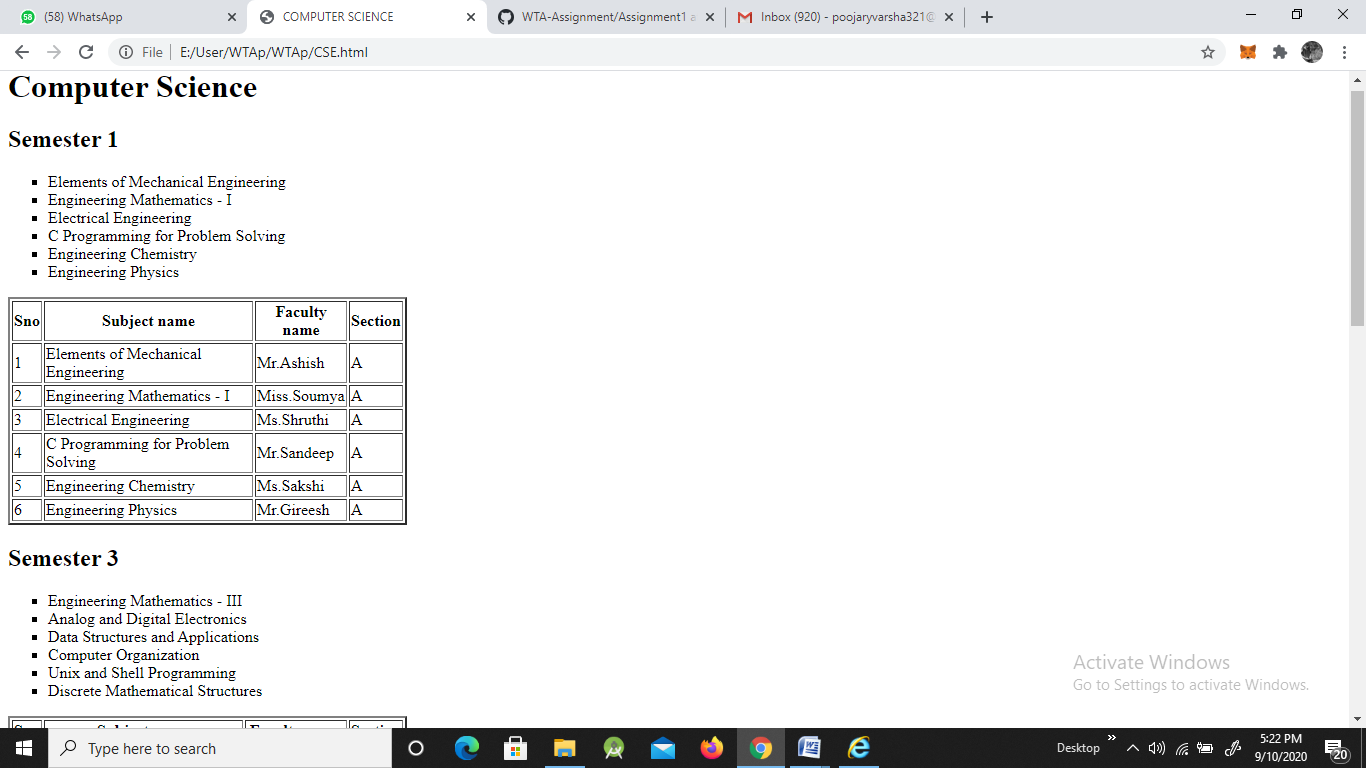 (58) WhatsApp
COMPUTER SCIENCE
WTA-Assignment/Assignment1 a
Inbox (920) - poojaryvarsha321@
File
E:/User/WTAp/WTAp/CSE.html
Computer Science
Semester 1
Elements of Mechanical Engineering
Engineering Mathematics - I
Electrical Engineering
C Programming for Problem Solving
Engineering Chemistry
Engineering Physics
Sno Subject name Faculty name Section
1 Elements of Mechanical Engineering Mr.Ashish A
2 Engineering Mathematics - I Miss.Soumya A
3 Electrical Engineering Ms.Shruthi A
4 C Programming for Problem Solving Mr.Sandeep A
5 Engineering Chemistry Ms.Sakshi A
6 Engineering Physics Mr.Gireesh A
Semester 3
Engineering Mathematics - III
Analog and Digital Electronics
Data Structures and Applications
Computer Organization
Unix and Shell Programming
Discrete Mathematical Structures
Activate Windows
Go to Settings to activate Windows.
Type here to search
Desktop
5:22 PM
9/10/2020
20